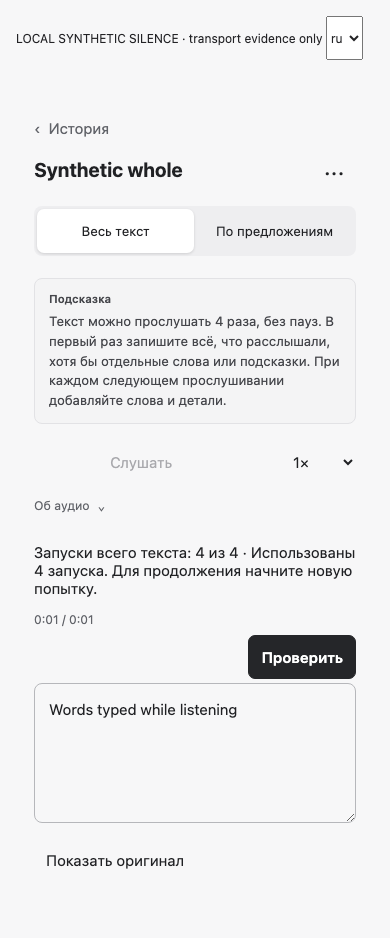 LOCAL SYNTHETIC SILENCE · transport evidence only ru
‹ История
Synthetic whole
...
Весь текст По предложениям
Подсказка
Текст можно прослушать 4 раза, без пауз. В
первый раз запишите всё, что расслышали,
хотя бы отдельные слова или подсказки. При
каждом следующем прослушивании
добавляйте слова и детали.
Слушать 1×
Об аудио
Запуски всего текста: 4 из 4 · Использованы
4 запуска. Для продолжения начните новую
попытку.
0:01 / 0:01
Проверить
Words typed while listening
Показать оригинал